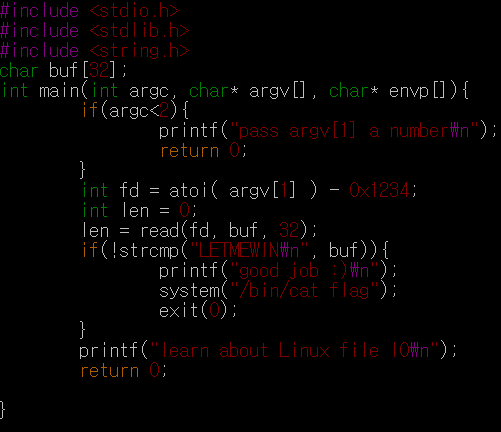 #include <stdio.h>
#include <stdlib.h>
#include <string.h>
char buf[32];
int main(int argc, char* argv[], char* envp[]){
        if(argc<2){
                printf("pass argv[1] a number₩n");
                return 0;
        }
        int fd = atoi( argv[1] ) - 0x1234;
        int len = 0;
        len = read(fd, buf, 32);
        if(!strcmp("LETMEWIN₩n", buf)){
                printf("good job :)₩n");
                system("/bin/cat flag");
                exit(0);
        }
        printf("learn about Linux file IO₩n");
        return 0;

}